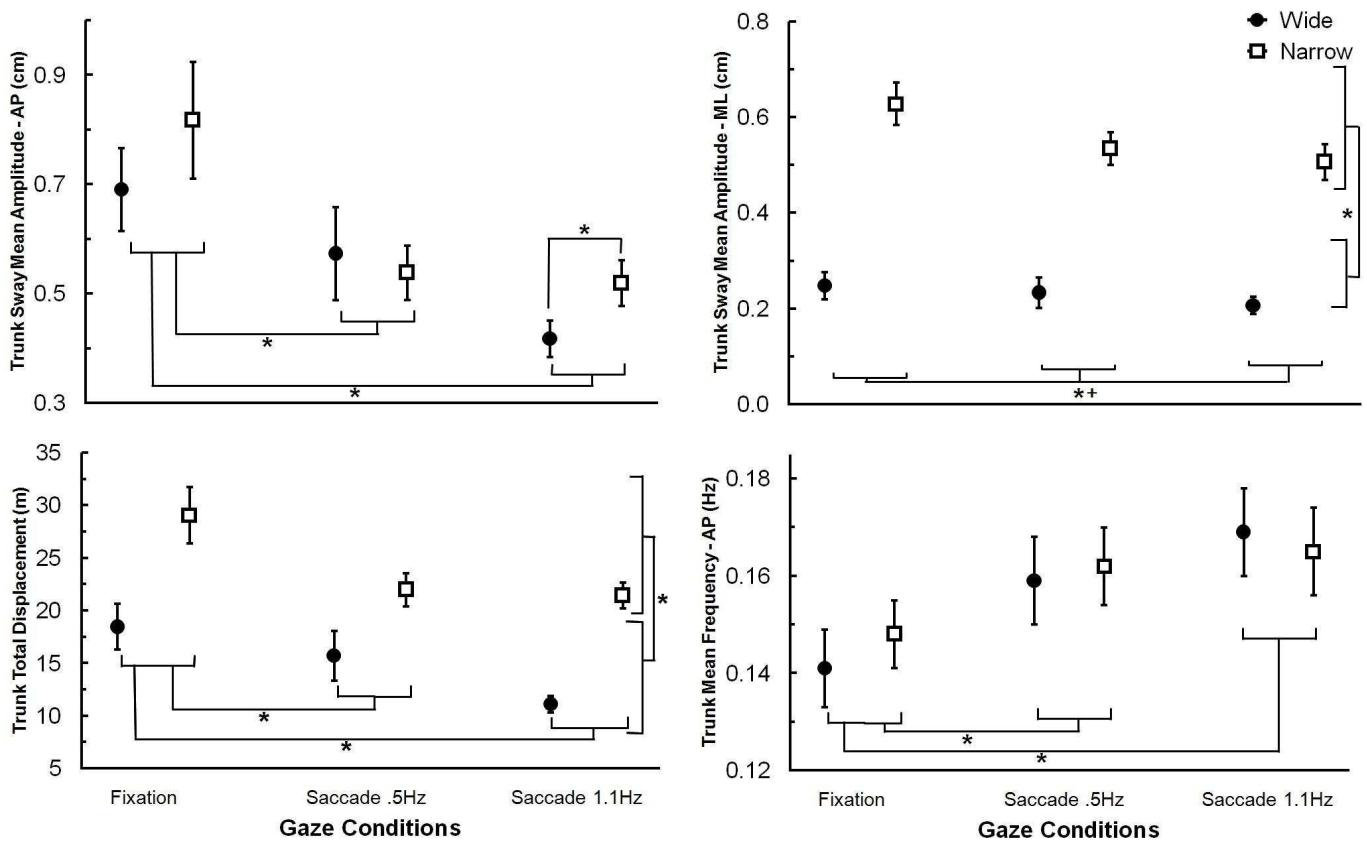 Trunk Sway Mean Amplitude - AP (cm)
0.9
0.7
0.5
0.3
*
*
*
Trunk Sway Mean Amplitude - ML (cm)
0.8
0.6
0.4
0.2
0.0
Wide
Narrow
*
*+
Trunk Total Displacement (m)
35
30
25
20
15
10
5
*
*
*
Fixation
Saccade .5Hz
Saccade 1.1Hz
Gaze Conditions
Trunk Mean Frequency - AP (Hz)
0.18
0.16
0.14
0.12
*
*
Fixation
Saccade .5Hz
Saccade 1.1Hz
Gaze Conditions